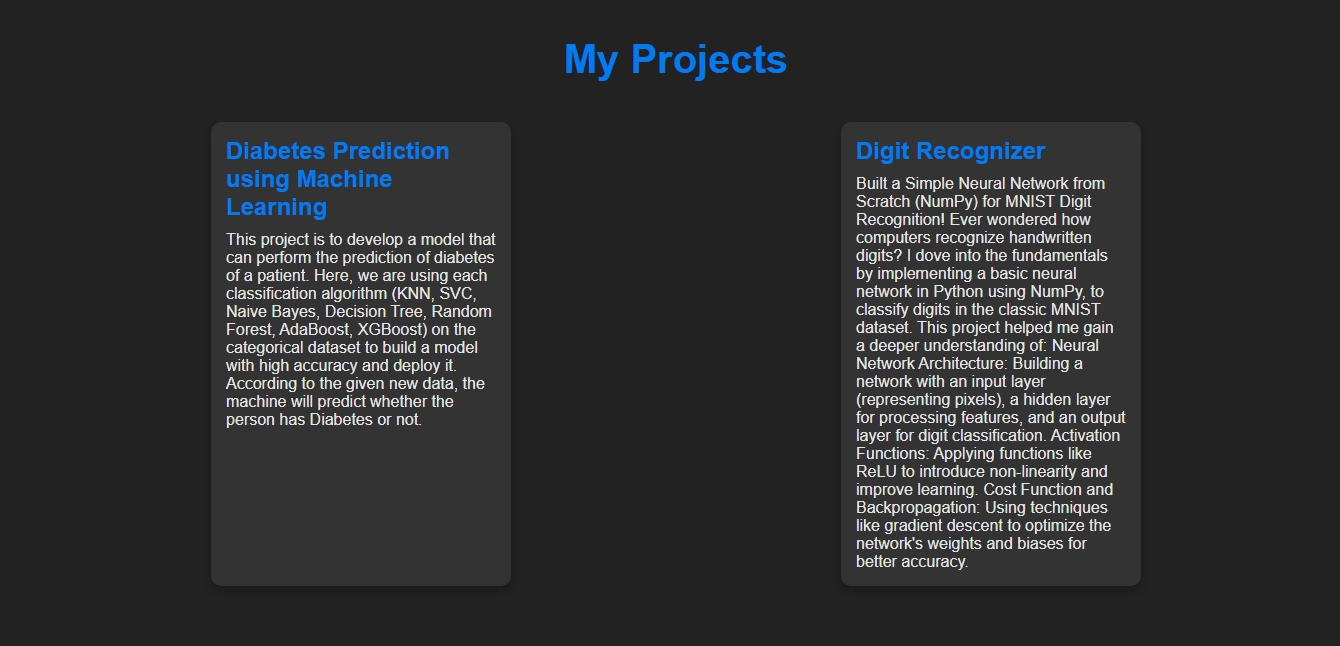 My Projects
Diabetes Prediction
using Machine
Learning
This project is to develop a model that
can perform the prediction of diabetes
of a patient. Here, we are using each
classification algorithm (KNN, SVC,
Naive Bayes, Decision Tree, Random
Forest, AdaBoost, XGBoost) on the
categorical dataset to build a model
with high accuracy and deploy it.
According to the given new data, the
machine will predict whether the
person has Diabetes or not.
Digit Recognizer
Built a Simple Neural Network from
Scratch (NumPy) for MNIST Digit
Recognition! Ever wondered how
computers recognize handwritten
digits? I dove into the fundamentals
by implementing a basic neural
network in Python using NumPy, to
classify digits in the classic MNIST
dataset. This project helped me gain
a deeper understanding of: Neural
Network Architecture: Building a
network with an input layer
(representing pixels), a hidden layer
for processing features, and an output
layer for digit classification. Activation
Functions: Applying functions like
ReLU to introduce non-linearity and
improve learning. Cost Function and
Backpropagation: Using techniques
like gradient descent to optimize the
network's weights and biases for
better accuracy.